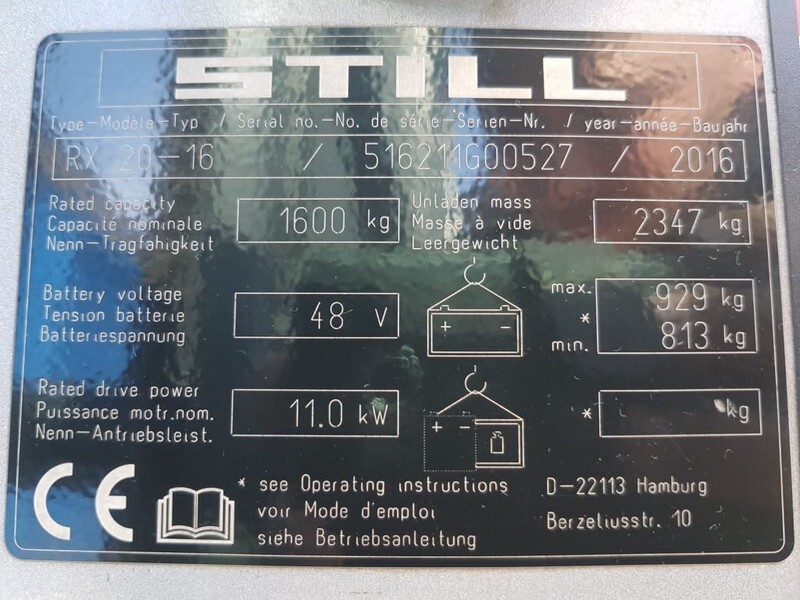 STILL
Type-Modèle-Typ / Serial no.-No. de série-Serien-Nr. / year-année-Baujahr
RX 20-16 / 516211G00527 / 2016
Rated capacity
Capacité nominale
Nenn-Tragfähigkeit
1600 kg
Unladen mass
Masse à vide
Leergewicht
2347 kg
Battery voltage
Tension batterie
Batteriespannung
48 V
+ -
max. 929 kg
*
min. 813 kg
Rated drive power
Puissance motr.nom.
Nenn-Antriebsleist.
11.0 kW
+ -
* kg
CE
* see Operating instructions
voir Mode d'emploi
siehe Betriebsanleitung
D-22113 Hamburg
Berzeliusstr. 10